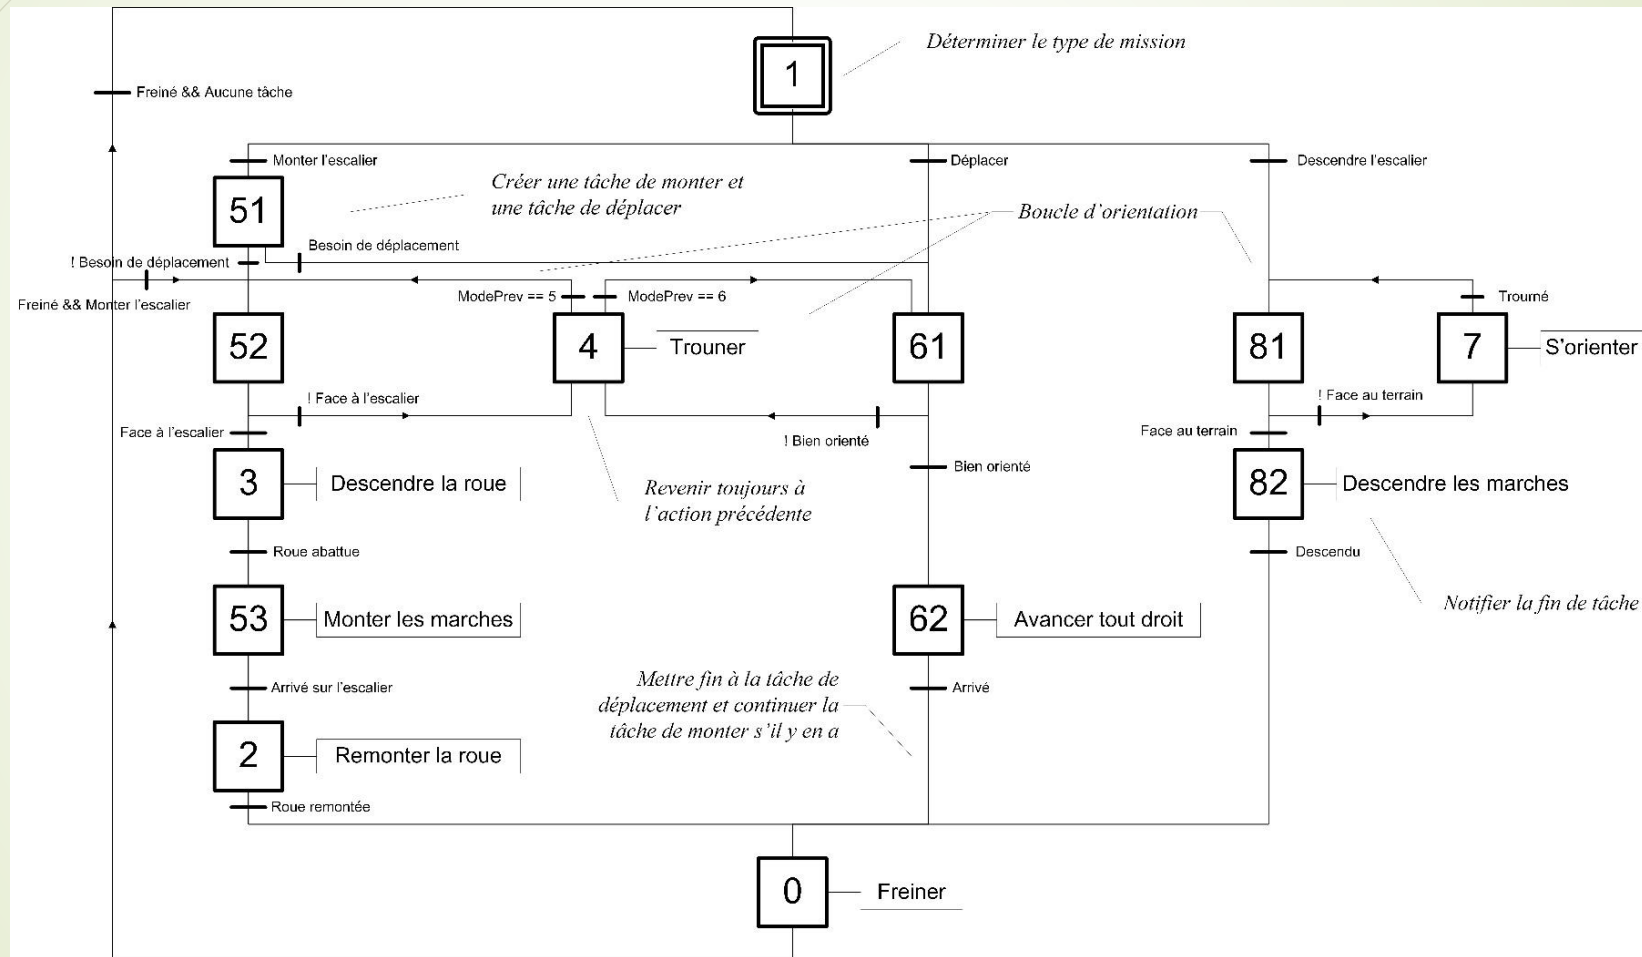 1
Déterminer le type de mission
Freiné && Aucune tâche
Monter l'escalier
Déplacer
Descendre l'escalier
51
Créer une tâche de monter et
une tâche de déplacer
Boucle d'orientation
Besoin de déplacement
! Besoin de déplacement
Freiné && Monter l'escalier
ModePrev == 5
ModePrev == 6
Trourné
52
4
Trouner
61
81
7
S'orienter
! Face à l'escalier
! Face au terrain
Face à l'escalier
! Bien orienté
Face au terrain
Bien orienté
3
Descendre la roue
Revenir toujours à
l'action précédente
82
Descendre les marches
Roue abattue
Descendu
53
Monter les marches
62
Avancer tout droit
Notifier la fin de tâche
Arrivé sur l'escalier
Mettre fin à la tâche de
déplacement et continuer la
tâche de monter s'il y en a
Arrivé
2
Remonter la roue
Roue remontée
0
Freiner